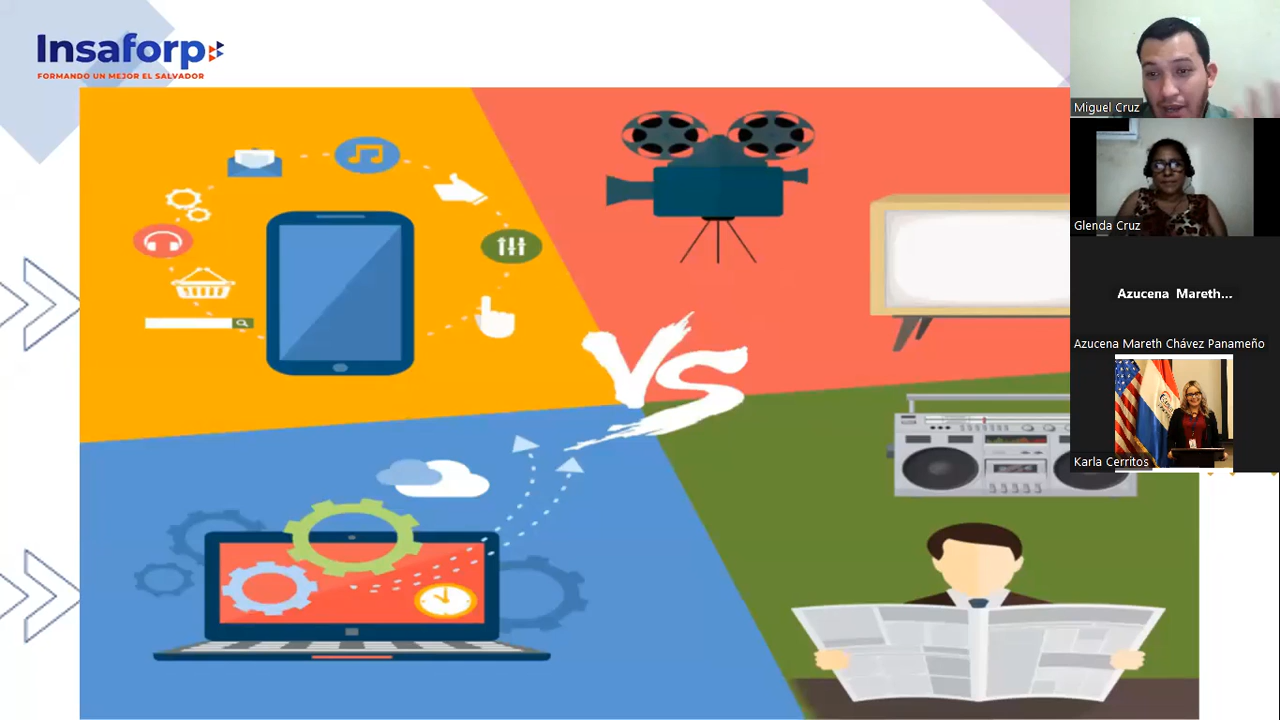 Insaforp
FORMANDO UN MEJOR EL SALVADOR
VS
Miguel Cruz
Glenda Cruz
Azucena Mareth...
Azucena Mareth Chávez Panameño
Karla Cerritos